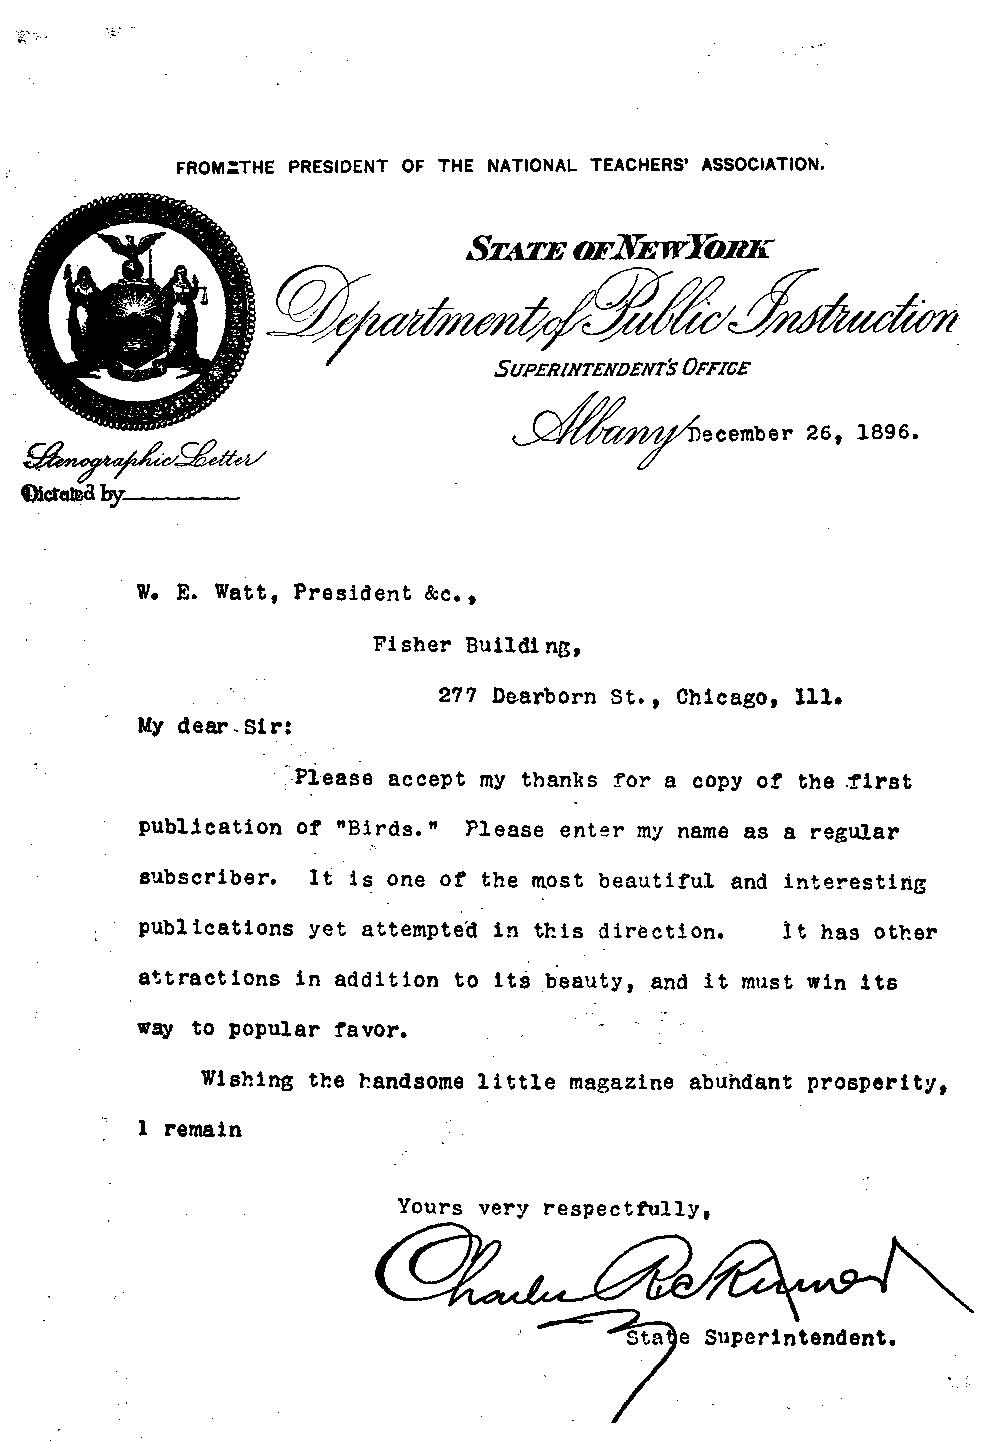 FROM THE PRESIDENT OF THE NATIONAL TEACHERS' ASSOCIATION.
STATE OF NEW YORK
Department of Public Instruction
SUPERINTENDENT'S OFFICE
Albany December 26, 1896.
Stenographic Letter
Dictated by
W. E. Watt, President &c.,
Fisher Building,
277 Dearborn St., Chicago, Ill.
My dear Sir:
Please accept my thanks for a copy of the first
publication of "Birds." Please enter my name as a regular
subscriber. It is one of the most beautiful and interesting
publications yet attempted in this direction. It has other
attractions in addition to its beauty, and it must win its
way to popular favor.
Wishing the handsome little magazine abundant prosperity,
I remain
Yours very respectfully,
Charles R. Skinner
State Superintendent.